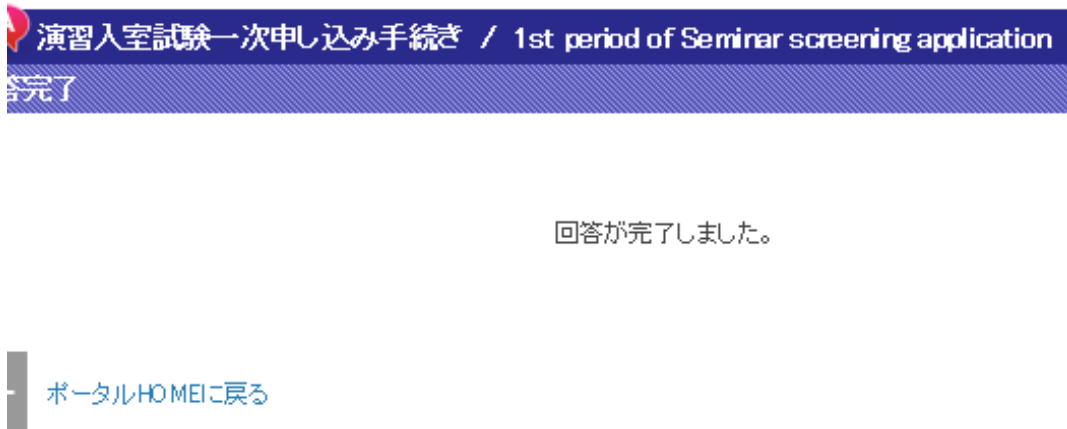 演習入室試験一次申し込み手続き / 1st period of Seminar screening application
答完了
回答が完了しました。
ポータルHOMEに戻る